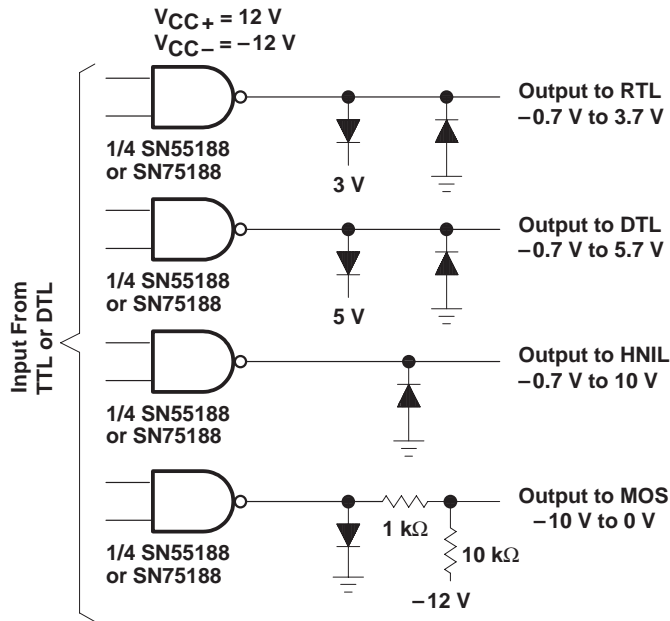 VCC+ = 12 V
VCC− = −12 V
Input From
TTL or DTL
1/4 SN55188
or SN75188
3 V
Output to RTL
−0.7 V to 3.7 V
1/4 SN55188
or SN75188
5 V
Output to DTL
−0.7 V to 5.7 V
1/4 SN55188
or SN75188
Output to HNIL
−0.7 V to 10 V
1/4 SN55188
or SN75188
1 kΩ
10 kΩ
−12 V
Output to MOS
−10 V to 0 V